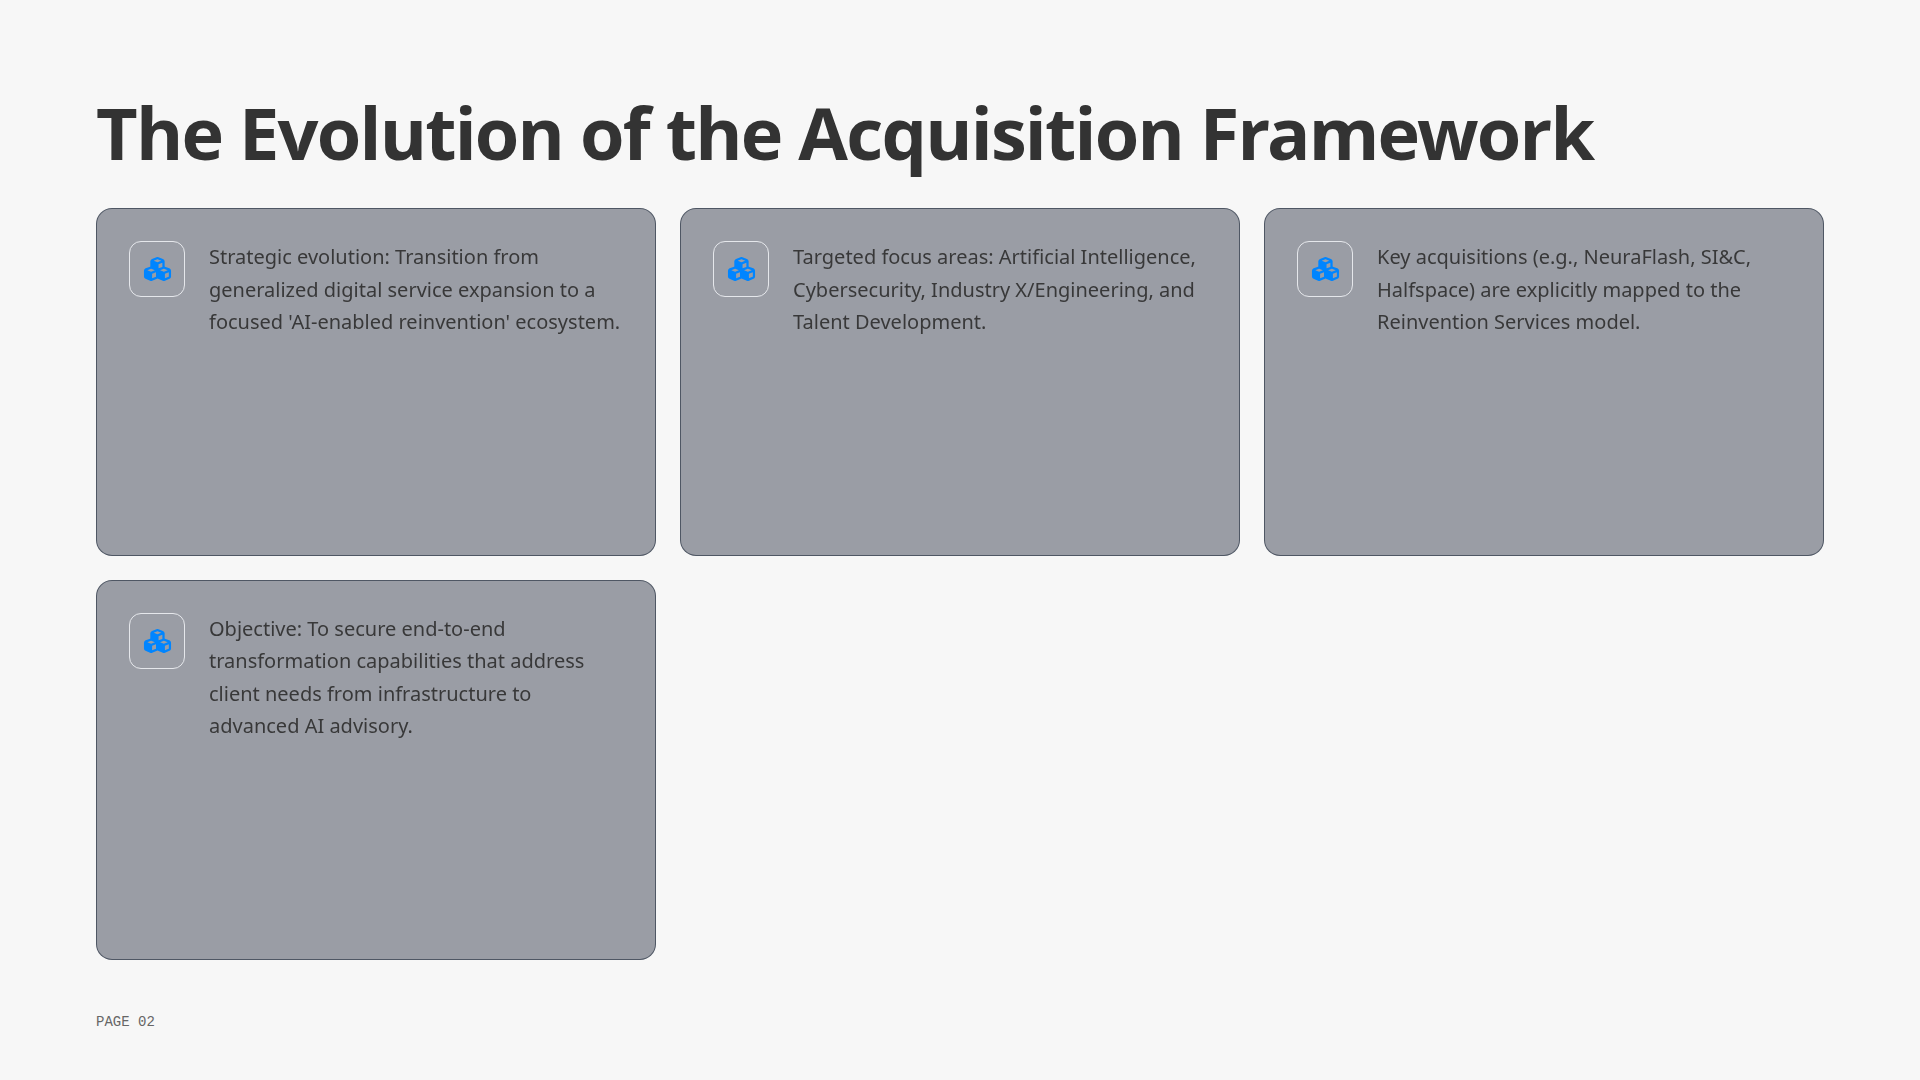 The Evolution of the Acquisition Framework
Strategic evolution: Transition from
generalized digital service expansion to a
focused 'AI-enabled reinvention' ecosystem.
Targeted focus areas: Artificial Intelligence,
Cybersecurity, Industry X/Engineering, and
Talent Development.
Key acquisitions (e.g., NeuraFlash, SI&C,
Halfspace) are explicitly mapped to the
Reinvention Services model.
Objective: To secure end-to-end
transformation capabilities that address
client needs from infrastructure to
advanced AI advisory.
PAGE 02